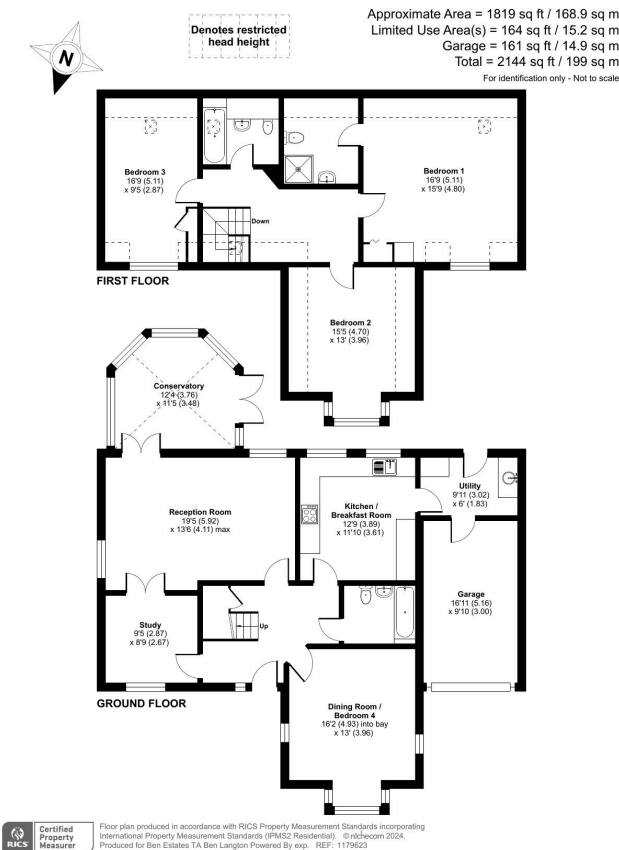 Approximate Area = 1819 sq ft / 168.9 sq m
Limited Use Area(s) = 164 sq ft / 15.2 sq m
Garage = 161 sq ft / 14.9 sq m
Total = 2144 sq ft / 199 sq m
For identification only - Not to scale
Denotes restricted
head height
N
Bedroom 3
16'9 (5.11)
x 9'5 (2.87)
Bedroom 1
16'9 (5.11)
x 15'9 (4.80)
Down
FIRST FLOOR
Bedroom 2
15'5 (4.70)
x 13' (3.96)
Conservatory
12'4 (3.76)
x 11'5 (3.48)
Reception Room
19'5 (5.92)
x 13'6 (4.11) max
Kitchen /
Breakfast Room
12'9 (3.89)
x 11'10 (3.61)
Utility
9'11 (3.02)
x 6' (1.83)
Garage
16'11 (5.16)
x 9'10 (3.00)
Study
9'5 (2.87)
x 8'9 (2.67)
Up
GROUND FLOOR
Dining Room /
Bedroom 4
16'2 (4.93) into bay
x 13' (3.96)
RICS
Certified
Property
Measurer
Floor plan produced in accordance with RICS Property Measurement Standards incorporating
International Property Measurement Standards (IPMS2 Residential). © nichecom 2024.
Produced for Ben Estates TA Ben Langton Powered By exp. REF: 1179623